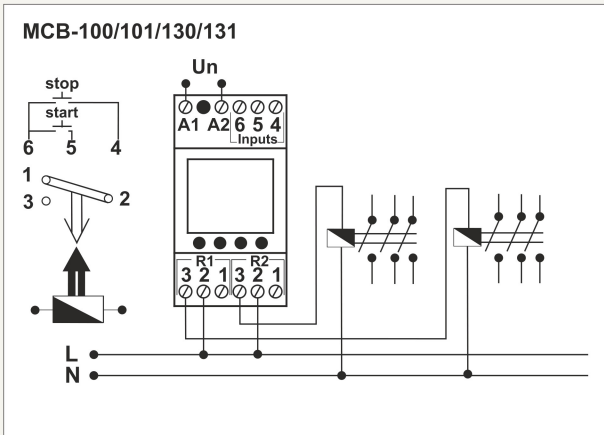 MCB-100/101/130/131
Un
stop
start
6 5 4
A1 A2 6 5 4
Inputs
1
3 2
R1 R2
3 2 1 3 2 1
L
N